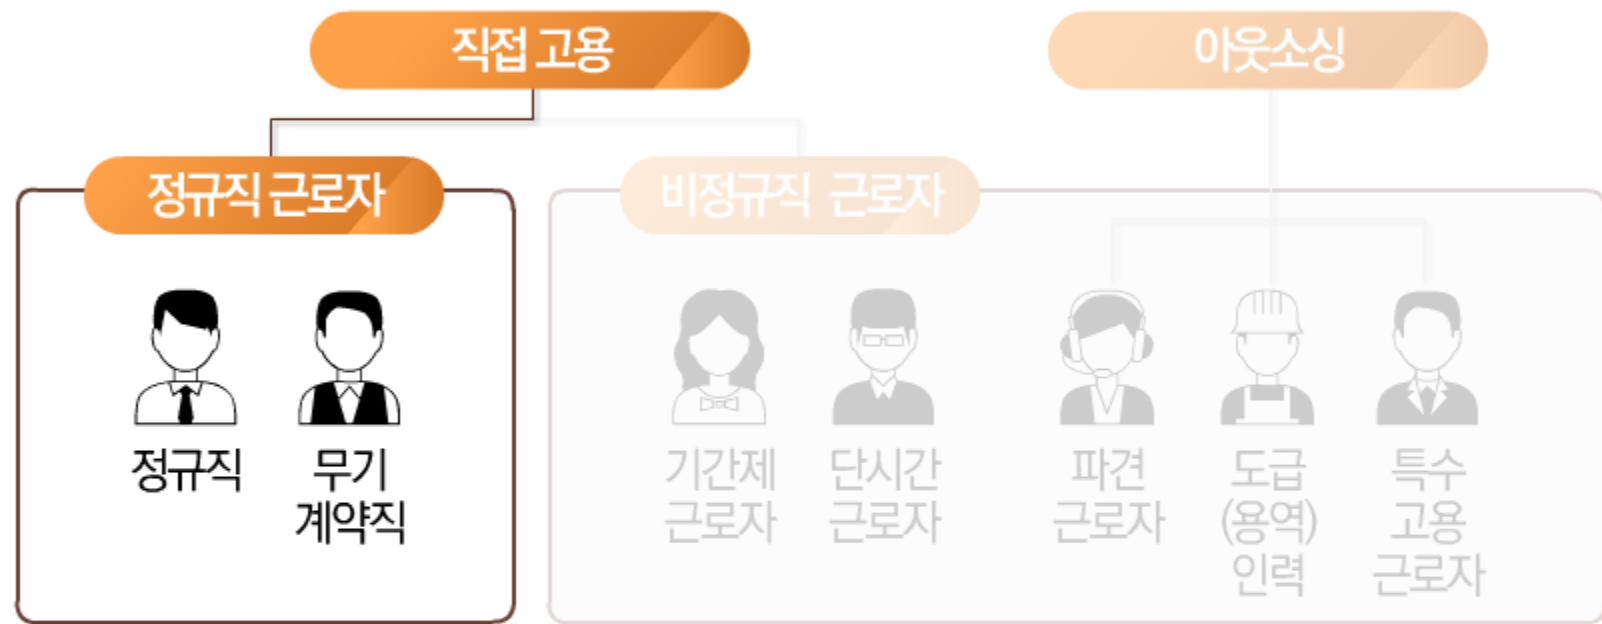 직접 고용
아웃소싱
정규직 근로자
비정규직 근로자
정규직
무기
계약직
기간제
근로자
단시간
근로자
파견
근로자
도급
(용역)
인력
특수
고용
근로자